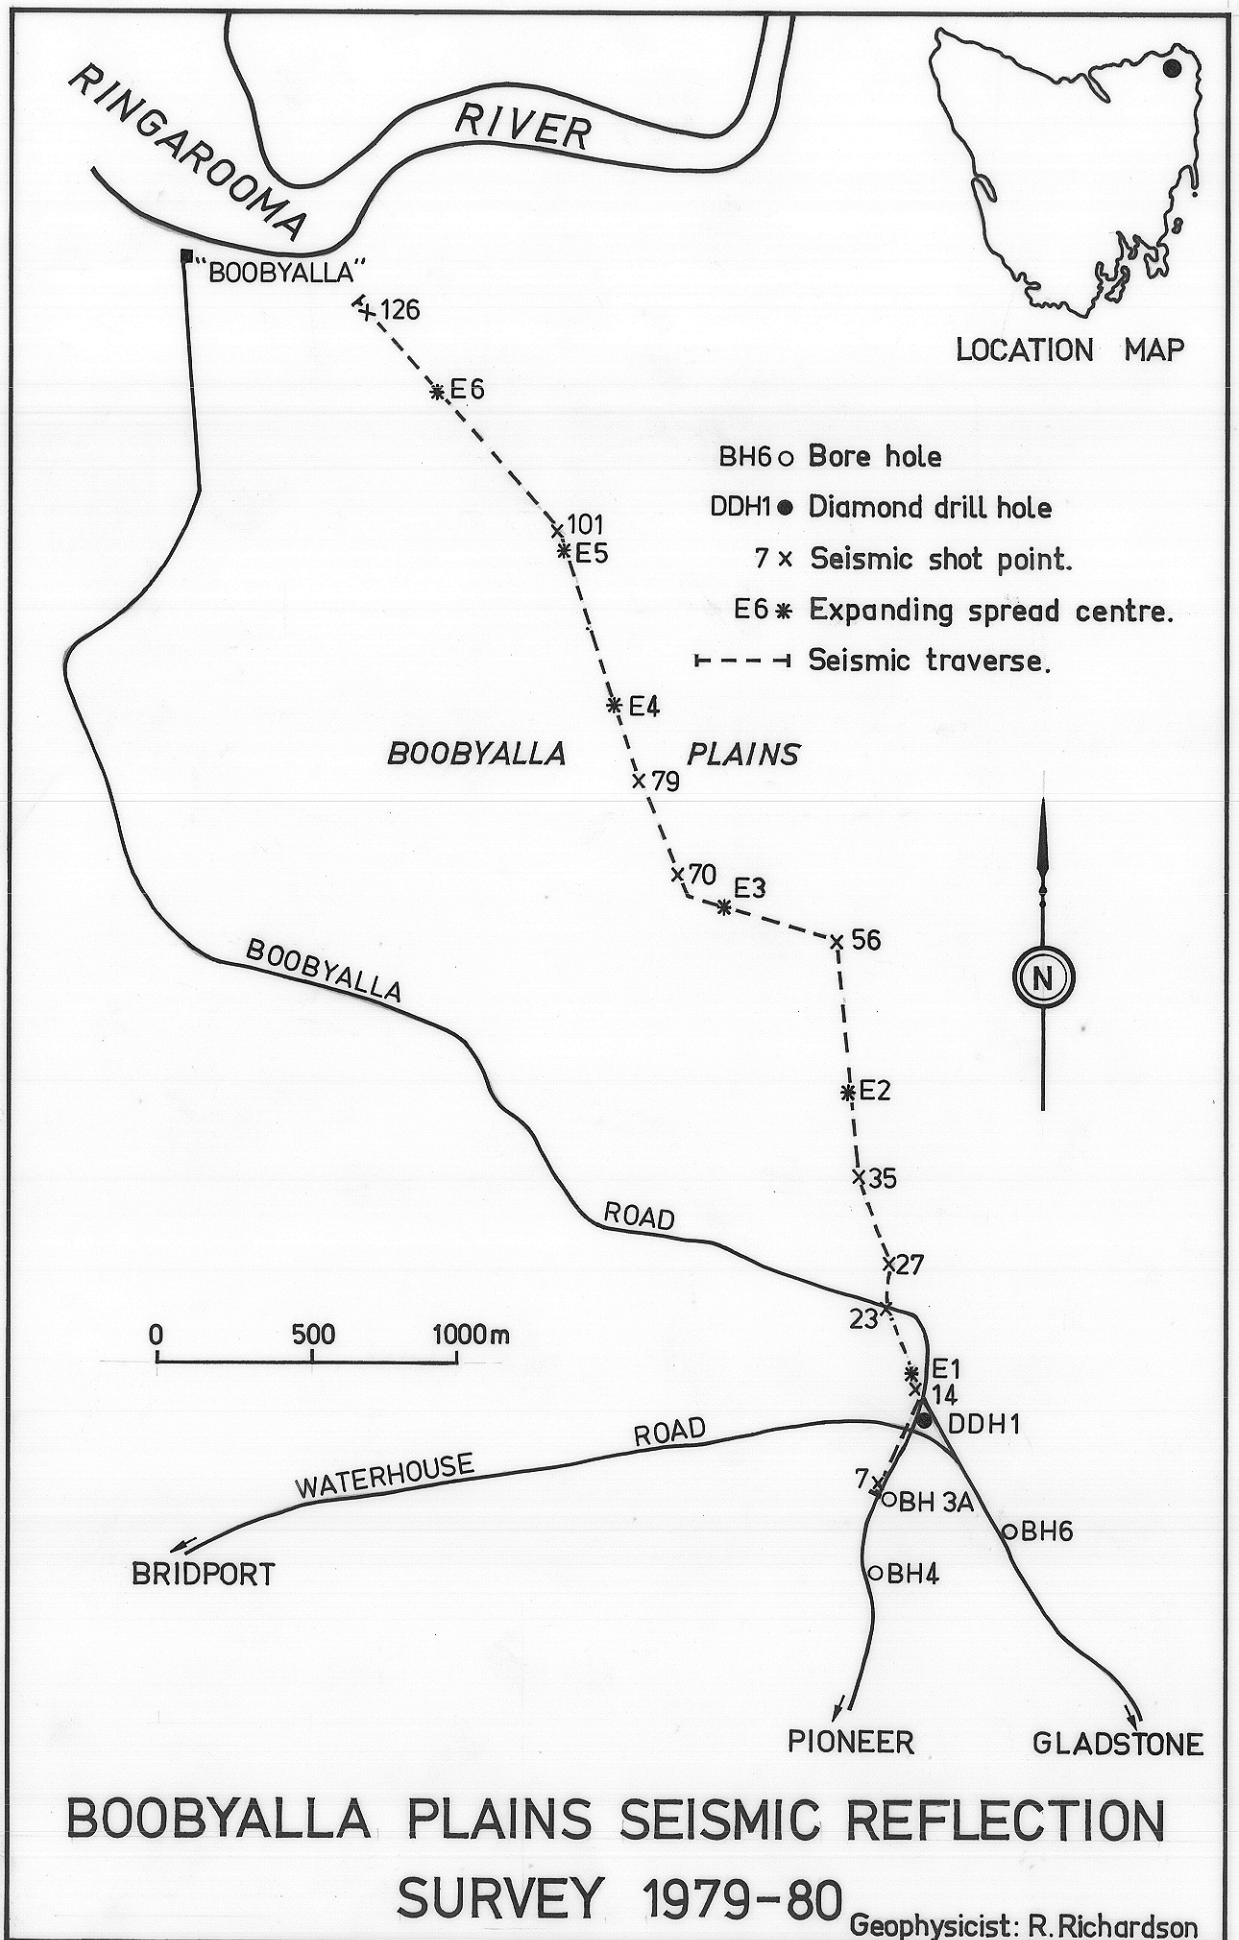 RINGAROOMA
RIVER
"BOOBYALLA"
126
LOCATION MAP
E6
BH6 Bore hole
DDH1 Diamond drill hole
7 x Seismic shot point.
E6 * Expanding spread centre.
Seismic traverse.
101
E5
E4
BOOBYALLA PLAINS
79
70
E3
56
N
BOOBYALLA
E2
35
ROAD
27
23
0 500 1000m
E1
14
DDH1
ROAD
WATERHOUSE
7
BH 3A
BH6
BRIDPORT
BH4
PIONEER
GLADSTONE
BOOBYALLA PLAINS SEISMIC REFLECTION
SURVEY 1979-80
Geophysicist: R. Richardson